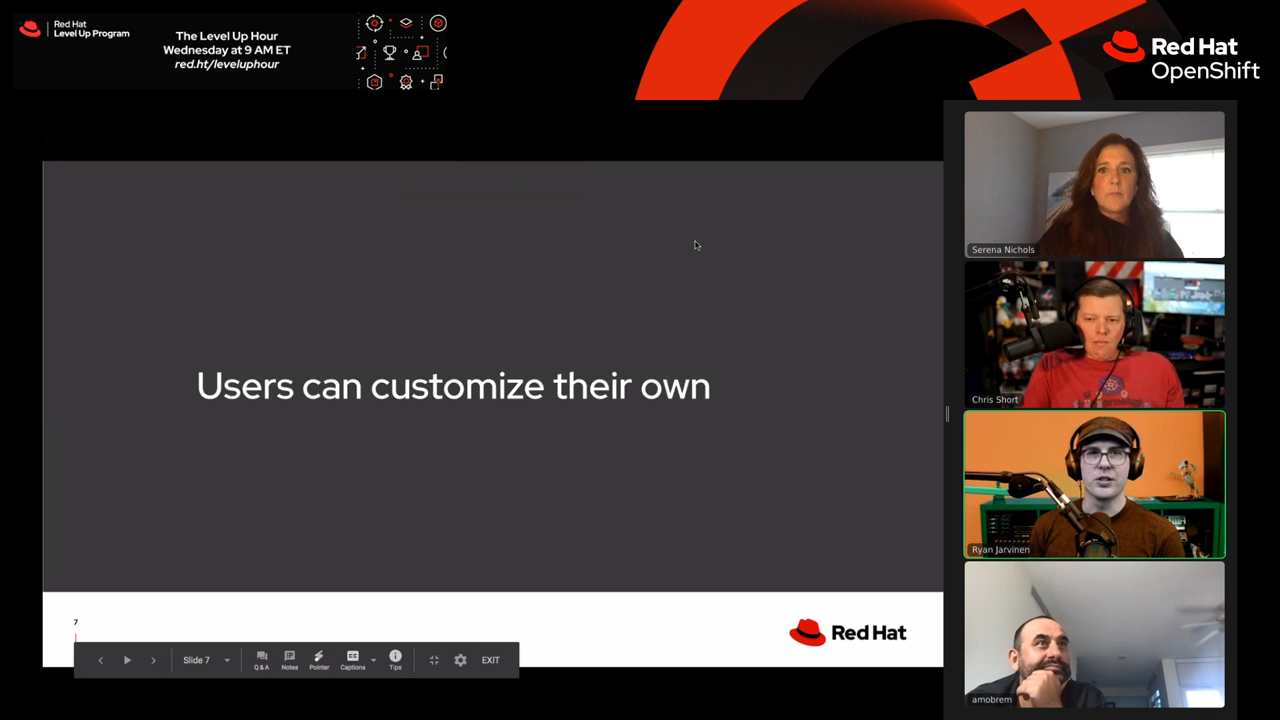 Red Hat
Level Up Program
The Level Up Hour
Wednesday at 9 AM ET
red.ht/leveluphour
Red Hat
OpenShift
Serena Nichols
Chris Short
Users can customize their own
Ryan Jarvinen
7
Red Hat
Slide 7
Q&A
Notes
Pointer
Captions
Tips
EXIT
amobrem